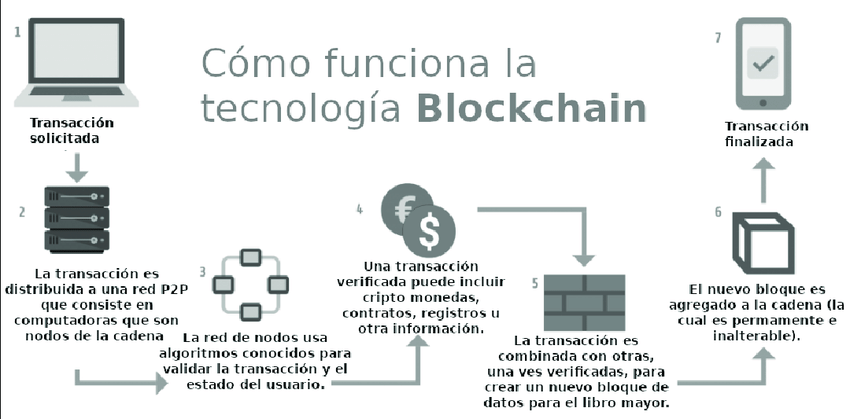 Cómo funciona la
tecnología Blockchain
1
Transacción
solicitada
2
La transacción es
distribuida a una red P2P
que consiste en
computadoras que son
nodos de la cadena
3
La red de nodos usa
algoritmos conocidos para
validar la transacción y el
estado del usuario.
4
€
$
Una transacción
verificada puede incluir
cripto monedas,
contratos, registros u
otra información.
5
La transacción es
combinada con otras,
una ves verificadas, para
crear un nuevo bloque de
datos para el libro mayor.
6
El nuevo bloque es
agregado a la cadena (la
cual es permamente e
inalterable).
7
Transacción
finalizada